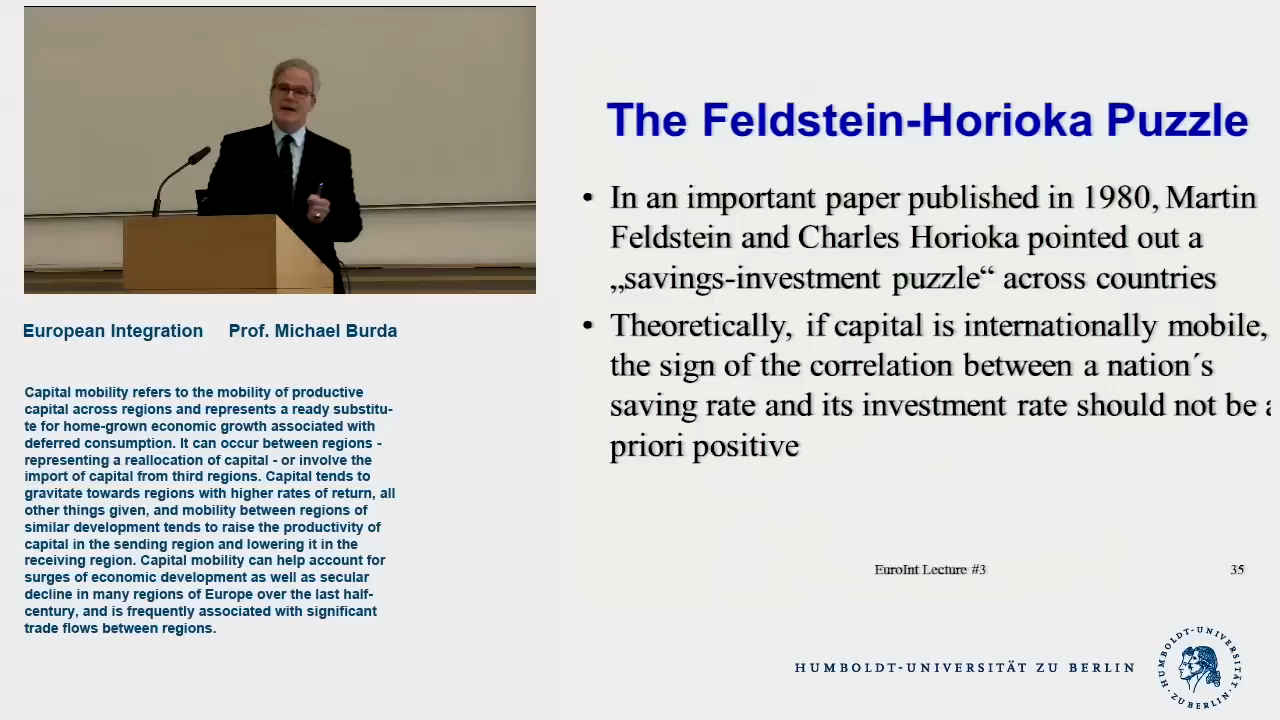 The Feldstein-Horioka Puzzle
• In an important paper published in 1980, Martin
Feldstein and Charles Horioka pointed out a
„savings-investment puzzle“ across countries
• Theoretically, if capital is internationally mobile,
the sign of the correlation between a nation´s
saving rate and its investment rate should not be a
priori positive
EuroInt Lecture #3 35
European Integration Prof. Michael Burda
Capital mobility refers to the mobility of productive
capital across regions and represents a ready substitu-
te for home-grown economic growth associated with
deferred consumption. It can occur between regions -
representing a reallocation of capital - or involve the
import of capital from third regions. Capital tends to
gravitate towards regions with higher rates of return, all
other things given, and mobility between regions of
similar development tends to raise the productivity of
capital in the sending region and lowering it in the
receiving region. Capital mobility can help account for
surges of economic development as well as secular
decline in many regions of Europe over the last half-
century, and is frequently associated with significant
trade flows between regions.
HUMBOLDT-UNIVERSITÄT ZU BERLIN
HUMBOLDT-UNIVERSITÄT
ZU BERLIN